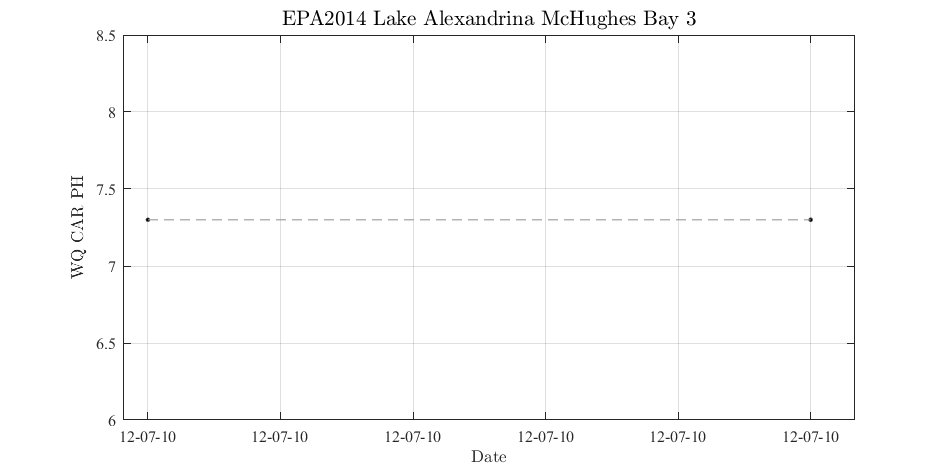 EPA2014 Lake Alexandrina McHughes Bay 3
8.5
8
7.5
7
6.5
6
WQ CAR PH
12-07-10 12-07-10 12-07-10 12-07-10 12-07-10 12-07-10
Date